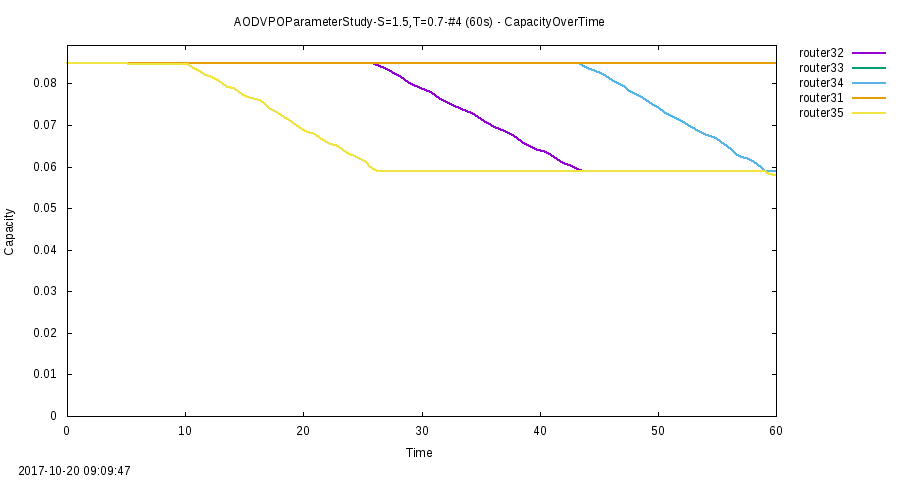 AODVPOParameterStudy-S=1.5,T=0.7-#4 (60s) - CapacityOverTime
router32
router33
router34
router31
router35
0.08
0.07
0.06
0.05
0.04
0.03
0.02
0.01
0
Capacity
0 10 20 30 40 50 60
Time
2017-10-20 09:09:47